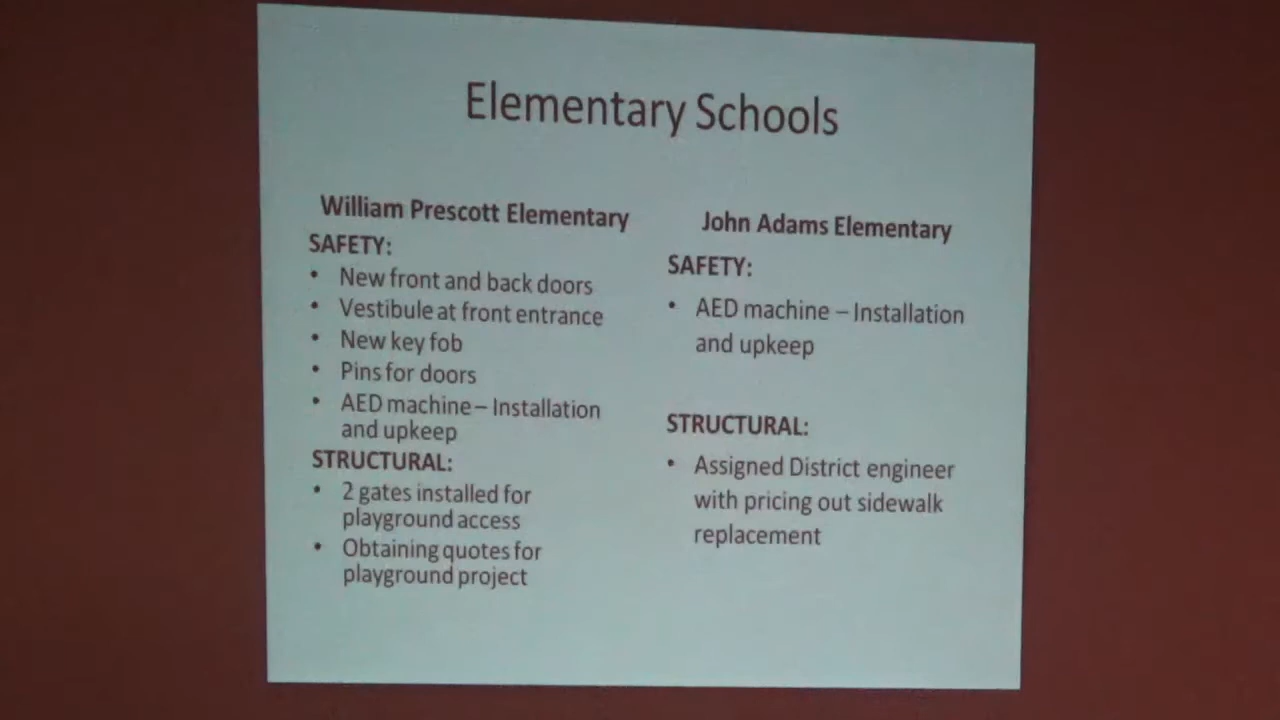 Elementary Schools
William Prescott Elementary
SAFETY:
• New front and back doors
• Vestibule at front entrance
• New key fob
• Pins for doors
• AED machine – Installation
and upkeep
STRUCTURAL:
• 2 gates installed for
playground access
• Obtaining quotes for
playground project
John Adams Elementary
SAFETY:
• AED machine – Installation
and upkeep
STRUCTURAL:
• Assigned District engineer
with pricing out sidewalk
replacement